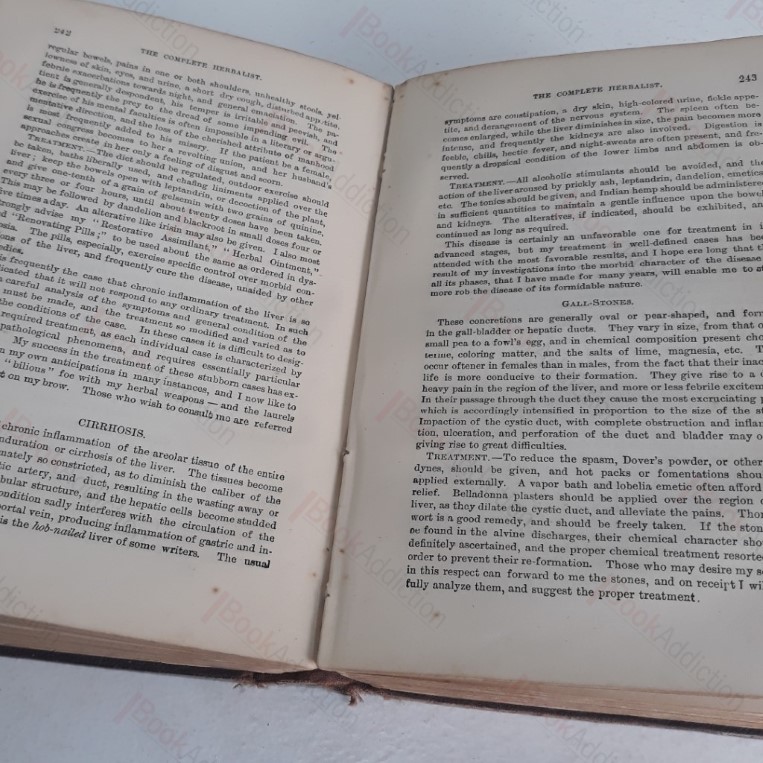 242
THE COMPLETE HERBALIST.
regular bowels, pains in one or both shoulders, unhealthy stools, yel-
lowness of skin, eyes, and urine, a short dry cough, disturbed appetite,
febrile exacerbations towards night, and general emaciation. The pa-
tient is generally despondent, his temper is irritable and peevish, and
he is frequently the prey to the dread of some impending evil. The
exercise of his mental faculties is often impossible in a literary or argu-
mentative direction, and the loss of the cherished attributes of manhood
is most frequently added to his misery. If the patient be a female,
sexual congress becomes to her a revolting union, and her husband's
approaches create in her only a feeling of disgust and scorn.
TREATMENT.—The diet should be regulated, outdoor exercise should
be taken, baths liberally used, and chafing liniments applied over the
liver; keep the bowels open with leptandrin, or decoction of the plant,
and give one-tenth of a grain of gelsemin with two grains of quinine,
every three or four hours, until about twenty doses have been taken.
This may be followed by dandelion and blackroot in small doses four or
five times a day. An alterative like irisin may also be given. I also most
strongly advise my "Restorative Assimilant," "Herbal Ointment,"
"Renovating Pills;" to be used about the same as ordered in dys-
sia. The pills, especially, exercise specific control over morbid con-
ons of the liver, and frequently cure the disease, unaided by other
dies.
is frequently the case that chronic inflammation of the liver is so
licated that it will not respond to any ordinary treatment. In such
a careful analysis of the symptoms and general condition of the
must be made, and the treatment so modified and varied as to
the conditions of the case. In these cases it is difficult to desig-
required treatment, as each individual case is characterized by
pathological phenomena, and requires essentially particular
My success in the treatment of these stubborn cases has ex-
my own anticipations in many instances, and I now like to
"bilious" foe with my herbal weapons—and the laurels
on my brow. Those who wish to consult me are referred
CIRRHOSIS.
chronic inflammation of the areolar tissue of the entire
nduration or cirrhosis of the liver. The tissues become
mately so constricted, as to diminish the caliber of the
tic artery, and duct, resulting in the wasting away or
bular structure, and the hepatic cells become studded
ondition sadly interferes with the circulation of the
portal vein, producing inflammation of gastric and in-
is the hob-nailed liver of some writers. The usual
THE COMPLETE HERBALIST.
243
symptoms are constipation, a dry skin, high-colored urine, fickle appe-
tite, and derangement of the nervous system. The spleen often be-
comes enlarged, while the liver diminishes in size, the pain becomes more
intense, and frequently the kidneys are also involved. Digestion is
feeble, chills, hectic fever, and night-sweats are often present, and fre-
quently a dropsical condition of the lower limbs and abdomen is ob-
served.
TREATMENT.—All alcoholic stimulants should be avoided, and the
action of the liver aroused by prickly ash, leptandrin, dandelion, emetics
etc. The tonics should be given, and Indian hemp should be administere
in sufficient quantities to maintain a gentle influence upon the bowels
and kidneys. The alteratives, if indicated, should be exhibited, an
continued as long as required.
This disease is certainly an unfavorable one for treatment in i
advanced stages, but my treatment in well-defined cases has bee
attended with the most favorable results, and I hope ere long that t
result of my investigations into the morbid character of the disease
all its phases, that I have made for many years, will enable me to st
more rob the disease of its formidable nature.
GALL-STONES.
These concretions are generally oval or pear-shaped, and form
in the gall-bladder or hepatic ducts. They vary in size, from that o
small pea to a fowl's egg, and in chemical composition present cho
terine, coloring matter, and the salts of lime, magnesia, etc. T
occur oftener in females than in males, from the fact that their inac
life is more conducive to their formation. They give rise to a
heavy pain in the region of the liver, and more or less febrile excitem
In their passage through the duct they cause the most excruciating p
which is accordingly intensified in proportion to the size of the st
Impaction of the cystic duct, with complete obstruction and inflam
tion, ulceration, and perforation of the duct and bladder may o
giving rise to great difficulties.
TREATMENT.—To reduce the spasm, Dover's powder, or other
dynes, should be given, and hot packs or fomentations shou
applied externally. A vapor bath and lobelia emetic often afford
relief. Belladonna plasters should be applied over the region
liver, as they dilate the cystic duct, and alleviate the pains. Thor
wort is a good remedy, and should be freely taken. If the ston
be found in the alvine discharges, their chemical character sho
definitely ascertained, and the proper chemical treatment resorte
order to prevent their re-formation. Those who may desire my se
in this respect can forward to me the stones, and on receipt I wi
fully analyze them, and suggest the proper treatment.